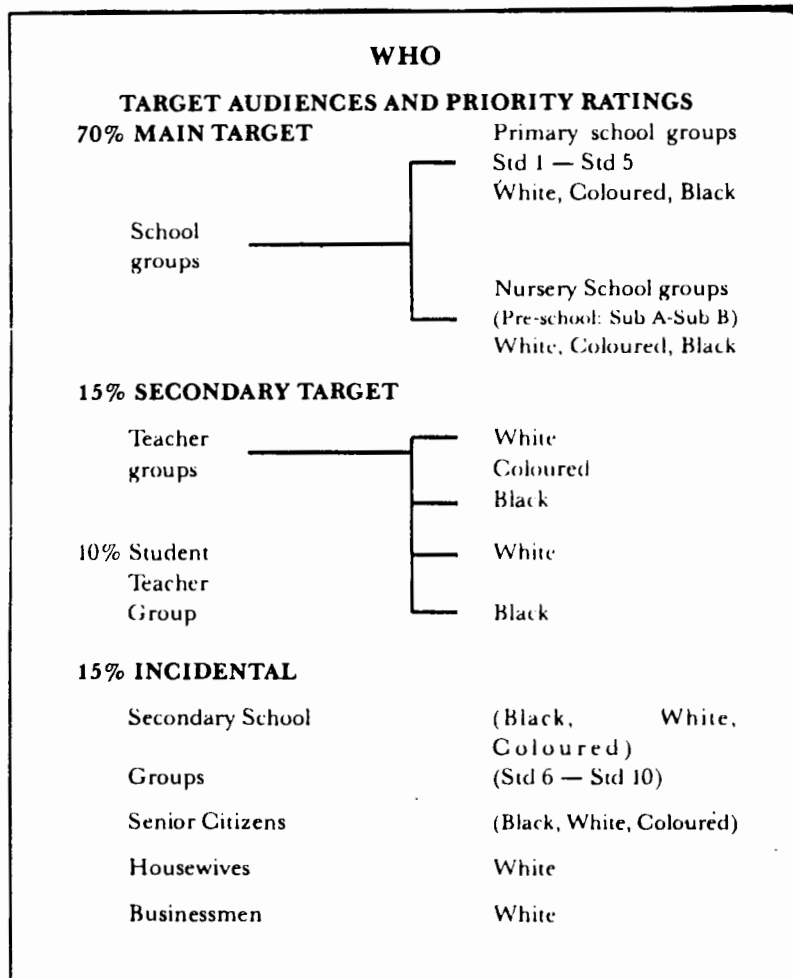 WHO
TARGET AUDIENCES AND PRIORITY RATINGS
70% MAIN TARGET
Primary school groups
Std 1 — Std 5
White, Coloured, Black
School
groups
Nursery School groups
(Pre-school: Sub A-Sub B)
White, Coloured, Black
15% SECONDARY TARGET
Teacher
groups
White
Coloured
Black
10% Student
Teacher
Group
White
Black
15% INCIDENTAL
Secondary School (Black, White,
Coloured)
Groups (Std 6 — Std 10)
Senior Citizens (Black, White, Coloured)
Housewives White
Businessmen White